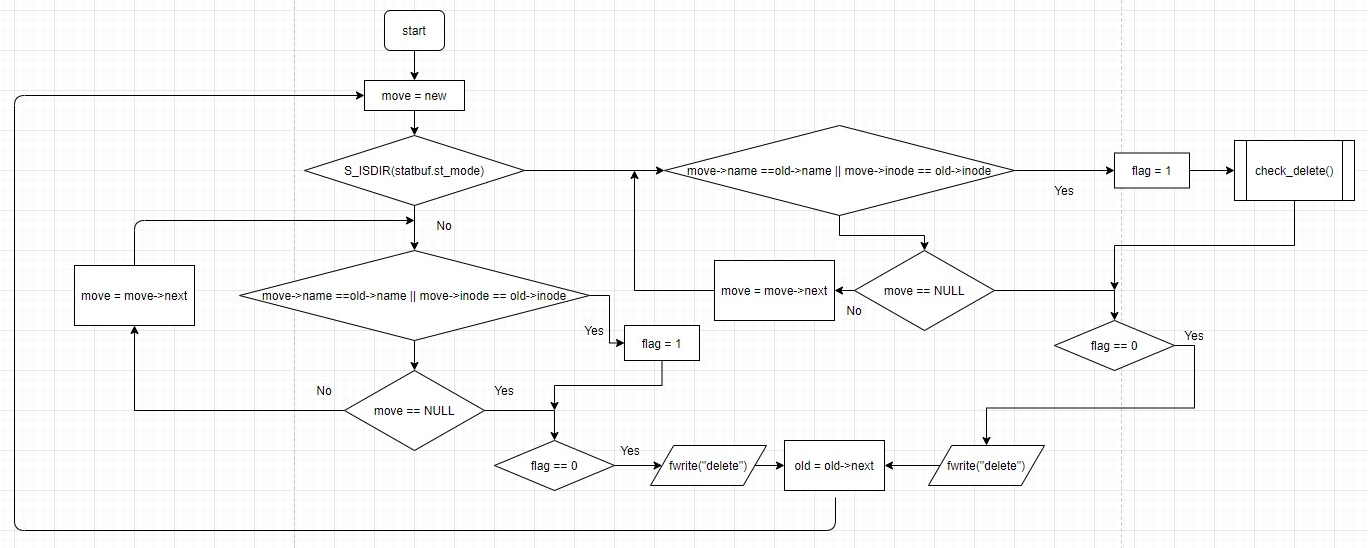 start
move = new
S_ISDIR(statbuf.st_mode)
move->name ==old->name || move->inode == old->inode
flag = 1
check_delete()
Yes
No
move = move->next
move->name ==old->name || move->inode == old->inode
move = move->next
move == NULL
No
Yes
flag = 1
flag == 0
Yes
No
move == NULL
Yes
flag == 0
Yes
fwrite("delete")
old = old->next
fwrite("delete")